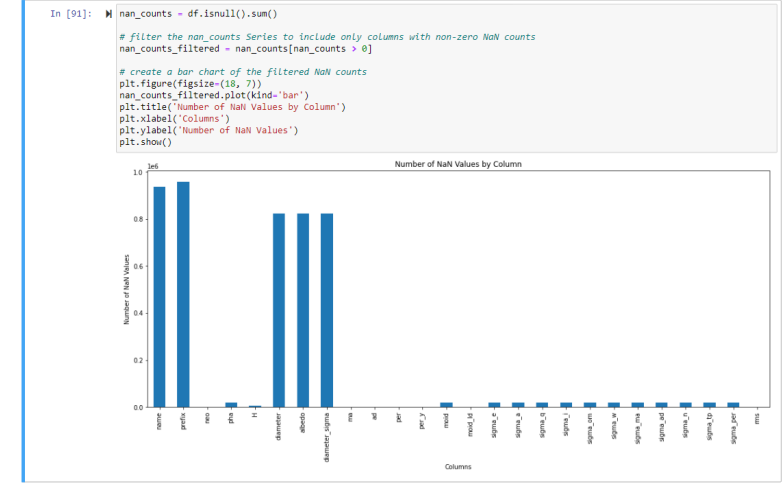 In [91]:
nan_counts = df.isnull().sum()
# filter the nan_counts Series to include only columns with non-zero NaN counts
nan_counts_filtered = nan_counts[nan_counts > 0]
# create a bar chart of the filtered NaN counts
plt.figure(figsize=(18, 7))
nan_counts_filtered.plot(kind='bar')
plt.title('Number of NaN Values by Column')
plt.xlabel('Columns')
plt.ylabel('Number of NaN Values')
plt.show()
Number of NaN Values by Column
1e6
1.0
0.8
0.6
0.4
0.2
0.0
Number of NaN Values
name
prefix
neo
pha
H
diameter
albedo
diameter_sigma
ma
ad
per
per_y
moid
moid_ld
sigma_e
sigma_a
sigma_q
sigma_i
sigma_om
sigma_w
sigma_ma
sigma_ad
sigma_n
sigma_tp
sigma_per
rms
Columns